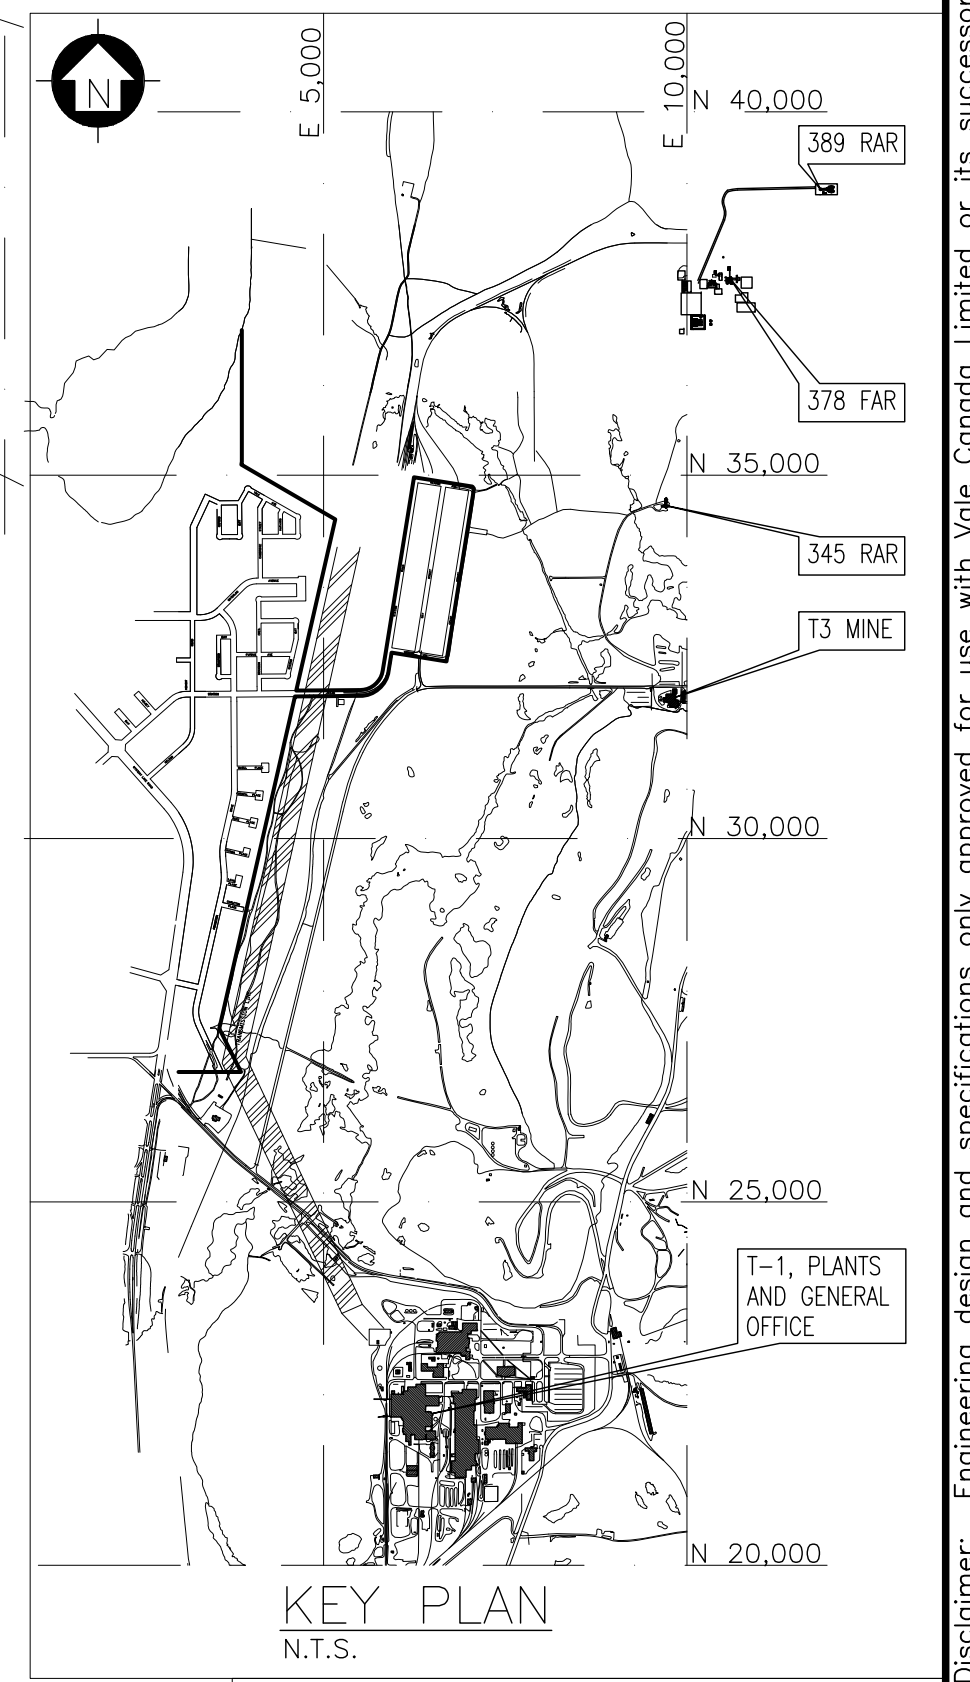 N
E 5,000
E 10,000
N 40,000
389 RAR
378 FAR
N 35,000
345 RAR
T3 MINE
N 30,000
N 25,000
T-1, PLANTS
AND GENERAL
OFFICE
N 20,000
KEY PLAN
N.T.S.
Disclaimer: Engineering design and specifications only approved for use with Vale Canada Limited or its successor